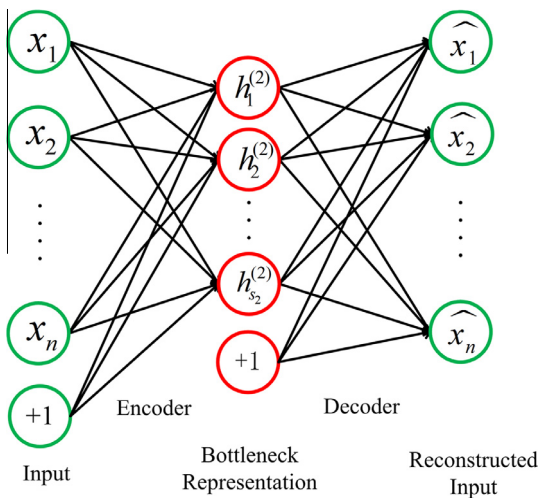 x₁
x₂
xₙ
+1
Encoder
Input
h₁⁽²⁾
h₂⁽²⁾
hₛ₂⁽²⁾
+1
Bottleneck
Representation
Decoder
x̂₁
x̂₂
x̂ₙ
Reconstructed
Input